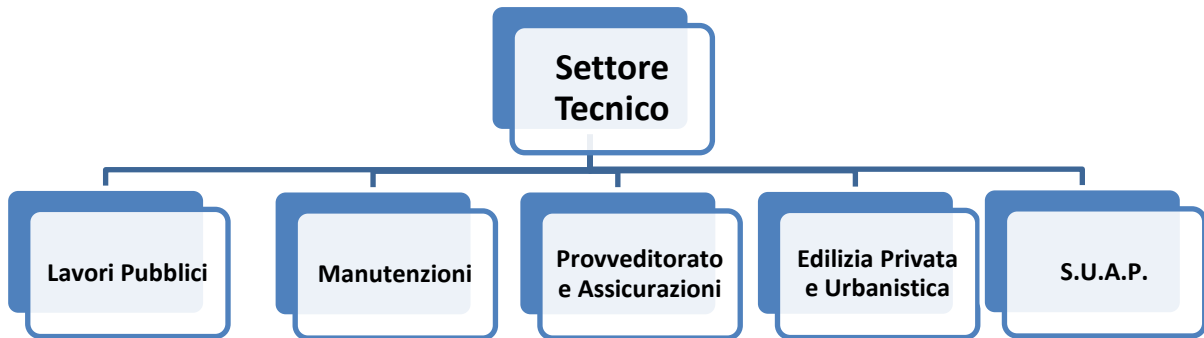 Settore
Tecnico
Lavori Pubblici
Manutenzioni
Provveditorato
e Assicurazioni
Edilizia Privata
e Urbanistica
S.U.A.P.